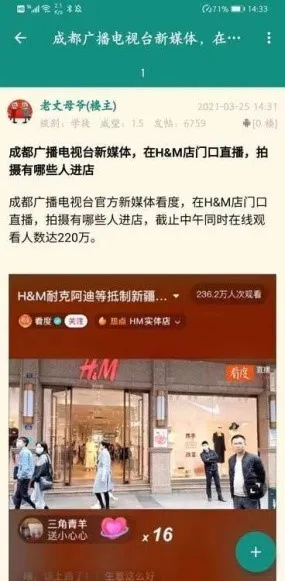 71% 14:33
成都广播电视台新媒体，在…
1
老丈母爷(楼主)
2021-03-25 14:31
级别：学徒 威望：1.5 发帖：6759
[0 楼]
成都广播电视台新媒体，在H&M店门口直播，拍
摄有哪些人进店
成都广播电视台官方新媒体看度，在H&M店门口
直播，拍摄有哪些人进店，截止中午同时在线观
看人数达220万。
H&M耐克阿迪等抵制新疆…
236.2万人次观看
看度 关注 热点 HM实体店
H&M
看度
直播
三角青羊
送小心心
x 16